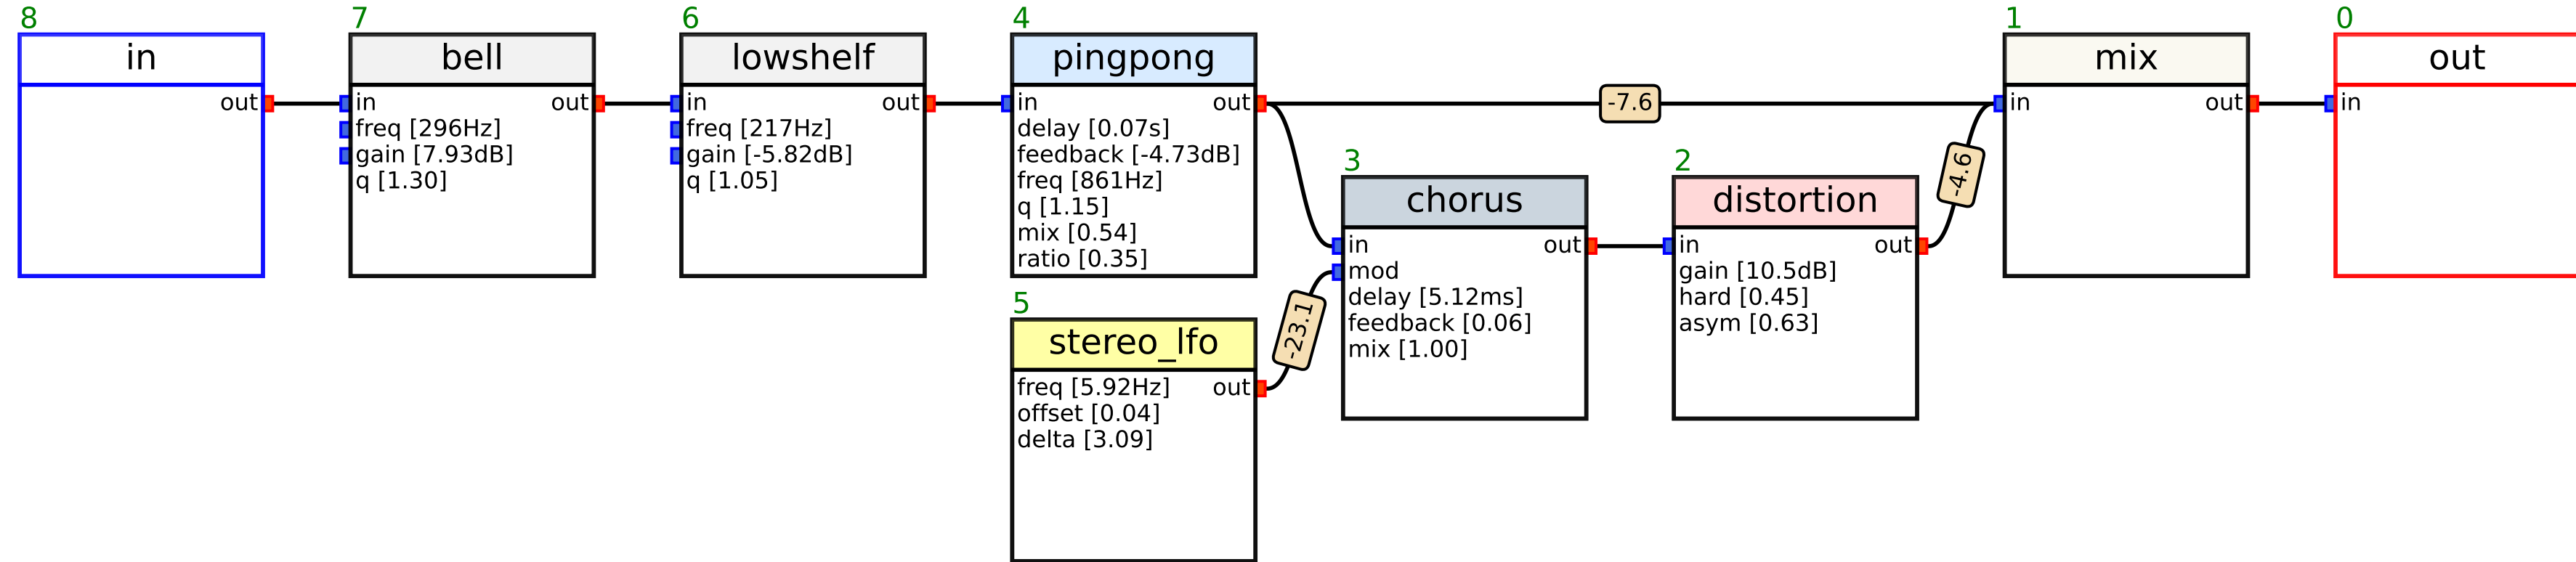 8
in
out
7
bell
in out
freq [296Hz]
gain [7.93dB]
q [1.30]
6
lowshelf
in out
freq [217Hz]
gain [-5.82dB]
q [1.05]
4
pingpong
in out
delay [0.07s]
feedback [-4.73dB]
freq [861Hz]
q [1.15]
mix [0.54]
ratio [0.35]
5
stereo_lfo
freq [5.92Hz] out
offset [0.04]
delta [3.09]
-23.1
-7.6
3
chorus
in out
mod
delay [5.12ms]
feedback [0.06]
mix [1.00]
2
distortion
in out
gain [10.5dB]
hard [0.45]
asym [0.63]
-4.6
1
mix
in out
0
out
in